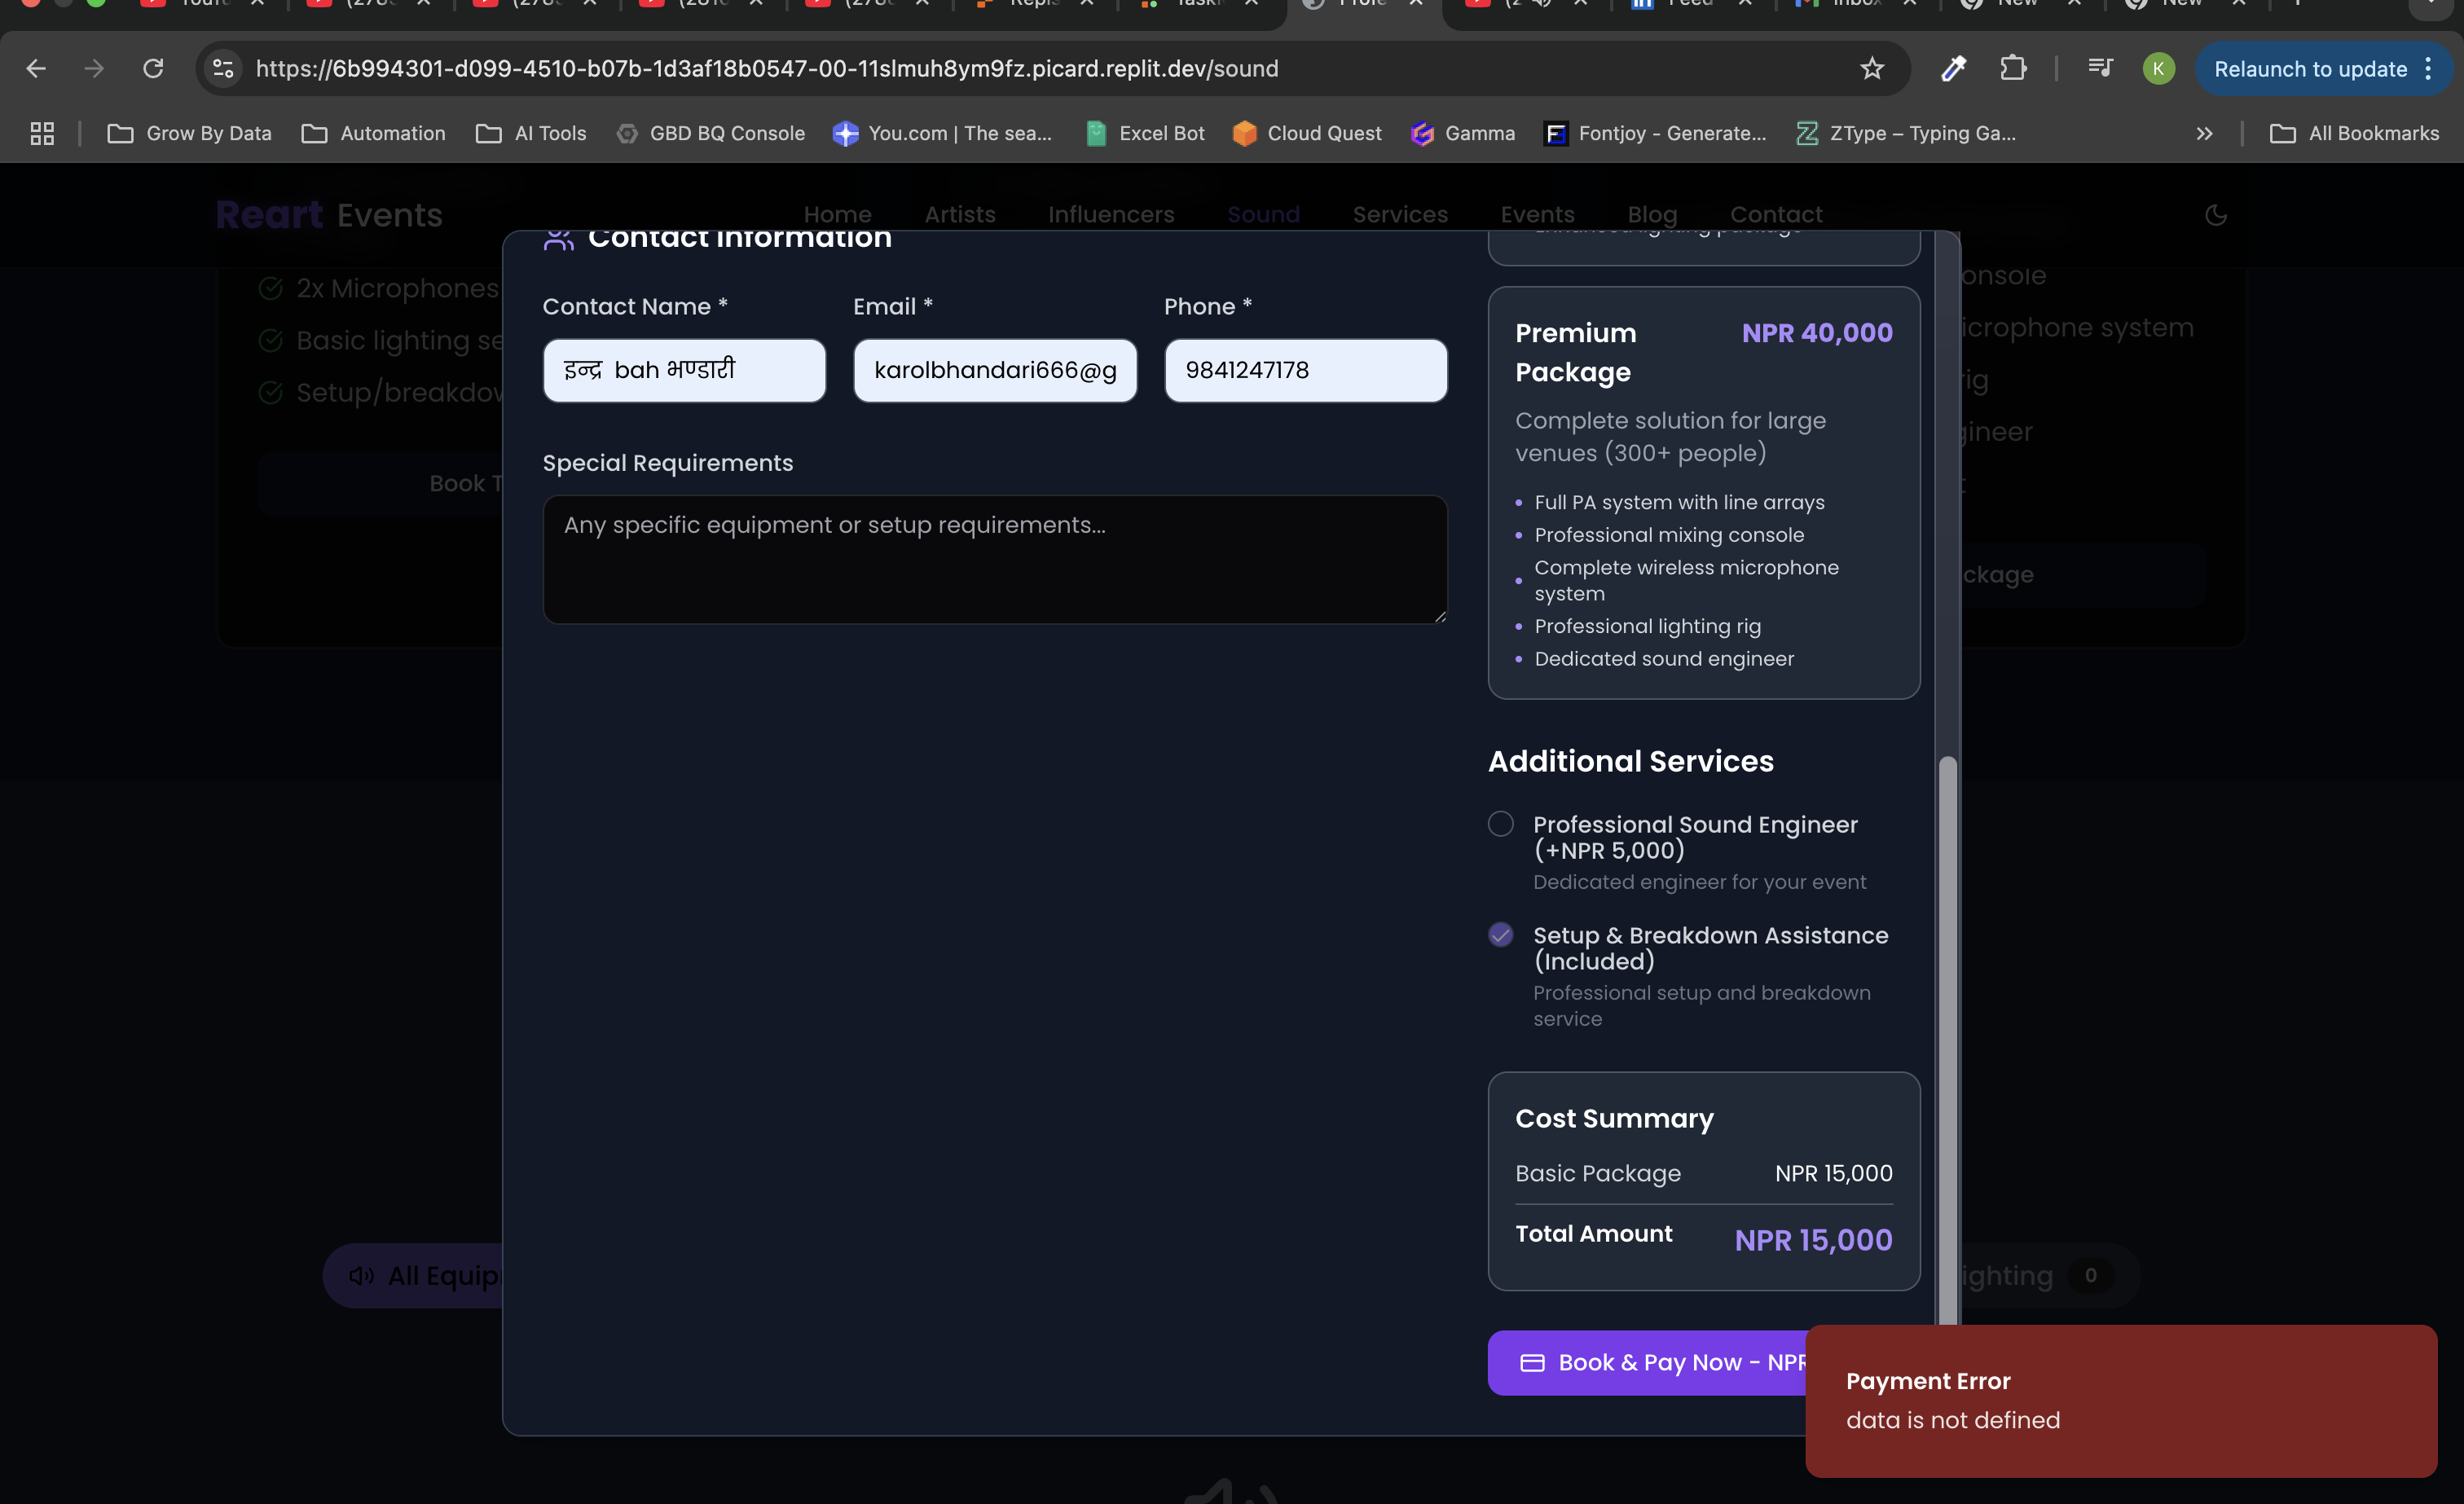 https://6b994301-d099-4510-b07b-1d3af18b0547-00-11slmuh8ym9fz.picard.replit.dev/sound
K
Relaunch to update
Grow By Data
Automation
AI Tools
GBD BQ Console
You.com | The sea...
Excel Bot
Cloud Quest
Gamma
Fontjoy - Generate...
ZType – Typing Ga...
All Bookmarks
Reart Events
Home
Artists
Influencers
Sound
Services
Events
Blog
Contact
2x Microphones
Basic lighting se
Setup/breakdow
Book T
All Equip
Contact Information
Contact Name *
Email *
Phone *
इन्द्र bah भण्डारी
karolbhandari666@g
9841247178
Special Requirements
Any specific equipment or setup requirements...
Enhanced lighting package
Premium Package
NPR 40,000
Complete solution for large
venues (300+ people)
Full PA system with line arrays
Professional mixing console
Complete wireless microphone
system
Professional lighting rig
Dedicated sound engineer
Additional Services
Professional Sound Engineer
(+NPR 5,000)
Dedicated engineer for your event
Setup & Breakdown Assistance
(Included)
Professional setup and breakdown
service
Cost Summary
Basic Package NPR 15,000
Total Amount NPR 15,000
Book & Pay Now - NPR
onsole
icrophone system
rig
gineer
ckage
ighting 0
Payment Error
data is not defined